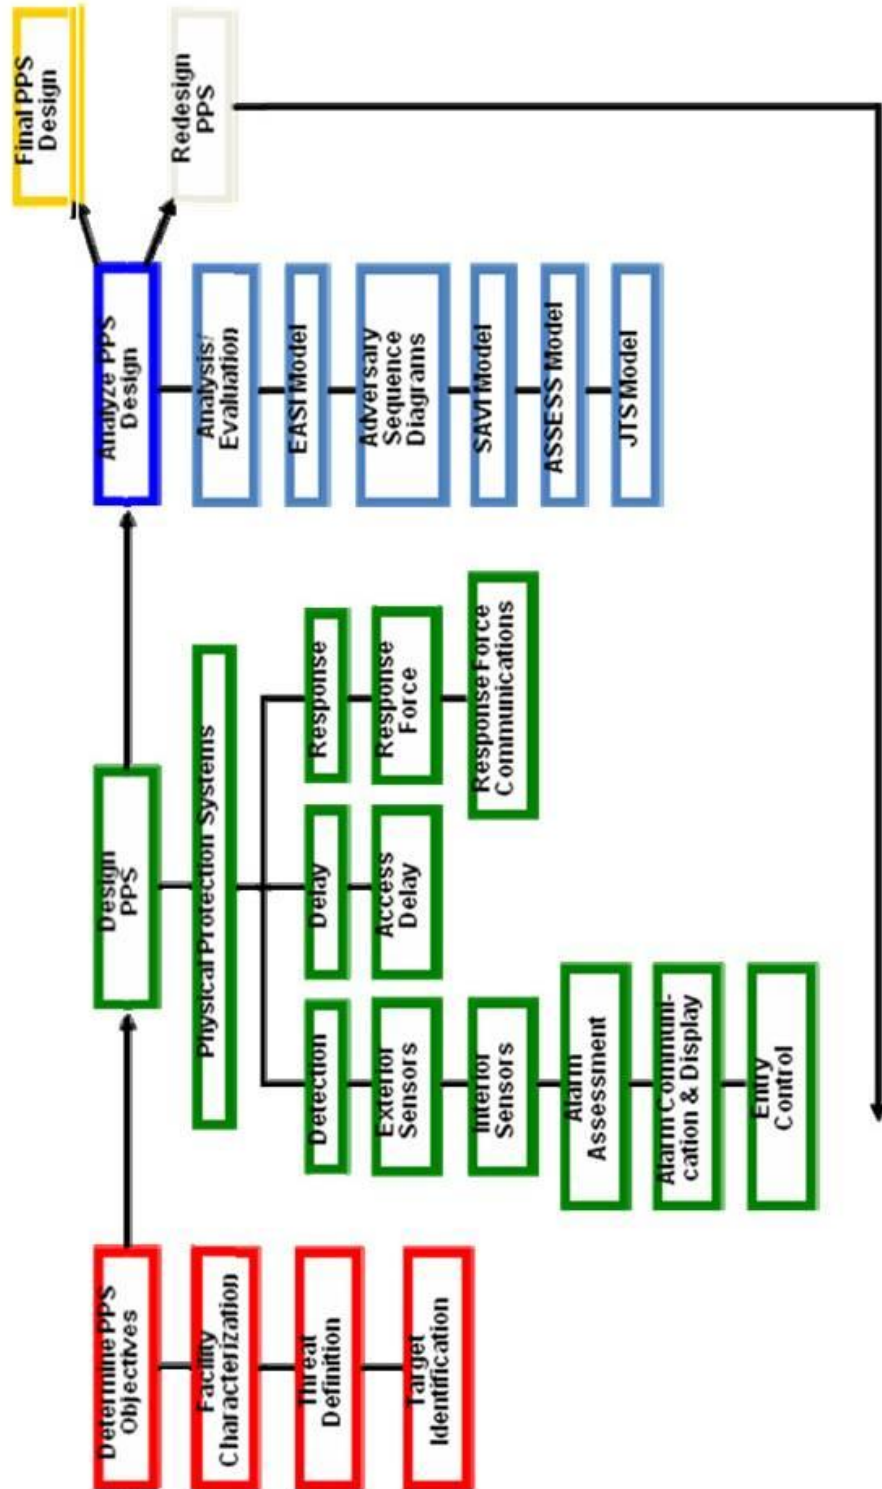 Determine PPS
Objectives
Facility
Characterization
Threat
Definition
Target
Identification
Design
PPS
Physical Protection Systems
Detection
Exterior
Sensors
Interior
Sensors
Alarm
Assessment
Alarm Communi-
cation & Display
Entry
Control
Delay
Access
Delay
Response
Response
Force
Response Force
Communications
Analyze PPS
Design
Analysis/
Evaluation
EASI Model
Adversary
Sequence
Diagrams
SAVI Model
ASSESS Model
JTS Model
Final PPS
Design
Redesign
PPS